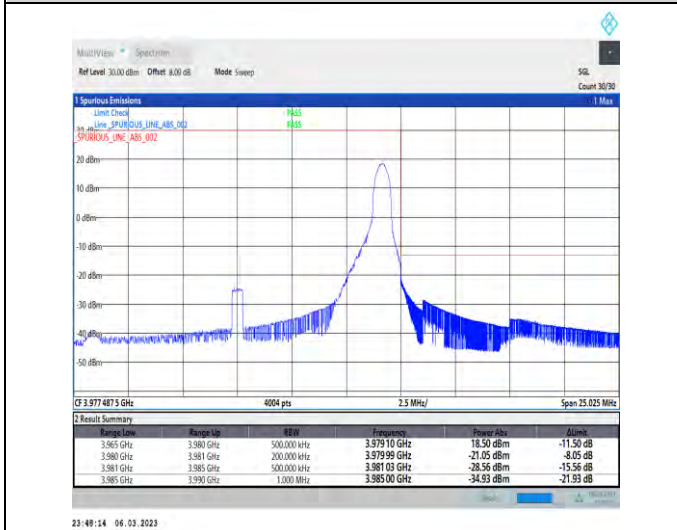 MultiView Spectrum
Ref Level 30.00 dBm Offset 8.00 dB Mode Sweep SGL
Count 30/30
1 Spurious Emissions 1 Max
Limit Check PASS
Line _SPURIOUS_LINE_ABS_002 PASS
_SPURIOUS_LINE_ABS_002
20 dBm
10 dBm
0 dBm
-10 dBm
-20 dBm
-30 dBm
-40 dBm
-50 dBm
CF 3.977 487 5 GHz 4004 pts 2.5 MHz/ Span 25.025 MHz
2 Result Summary
Range Low Range Up RBW Frequency Power Abs ΔLimit
3.965 GHz 3.980 GHz 500.000 kHz 3.979 10 GHz 18.50 dBm -11.50 dB
3.980 GHz 3.981 GHz 200.000 kHz 3.979 99 GHz -21.05 dBm -8.05 dB
3.981 GHz 3.985 GHz 500.000 kHz 3.981 03 GHz -28.56 dBm -15.56 dB
3.985 GHz 3.990 GHz 1.000 MHz 3.985 00 GHz -34.93 dBm -21.93 dB
23:48:14 06.03.2023